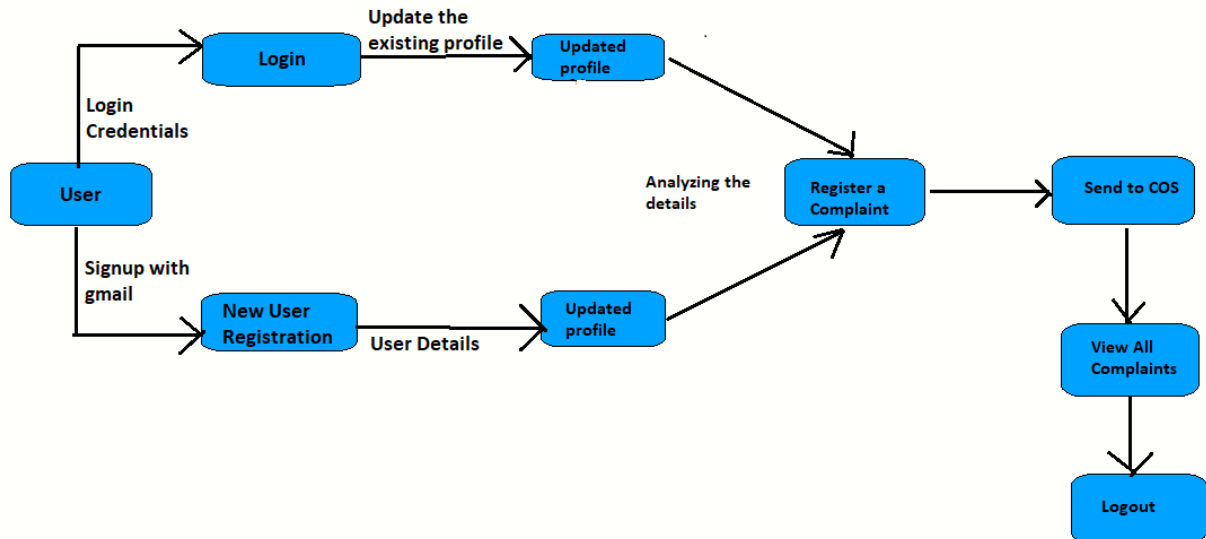 Update the
existing profile
Login
Updated
profile
Login
Credentials
User
Analyzing the
details
Register a
Complaint
Send to COS
Signup with
gmail
New User
Registration
User Details
Updated
profile
View All
Complaints
Logout